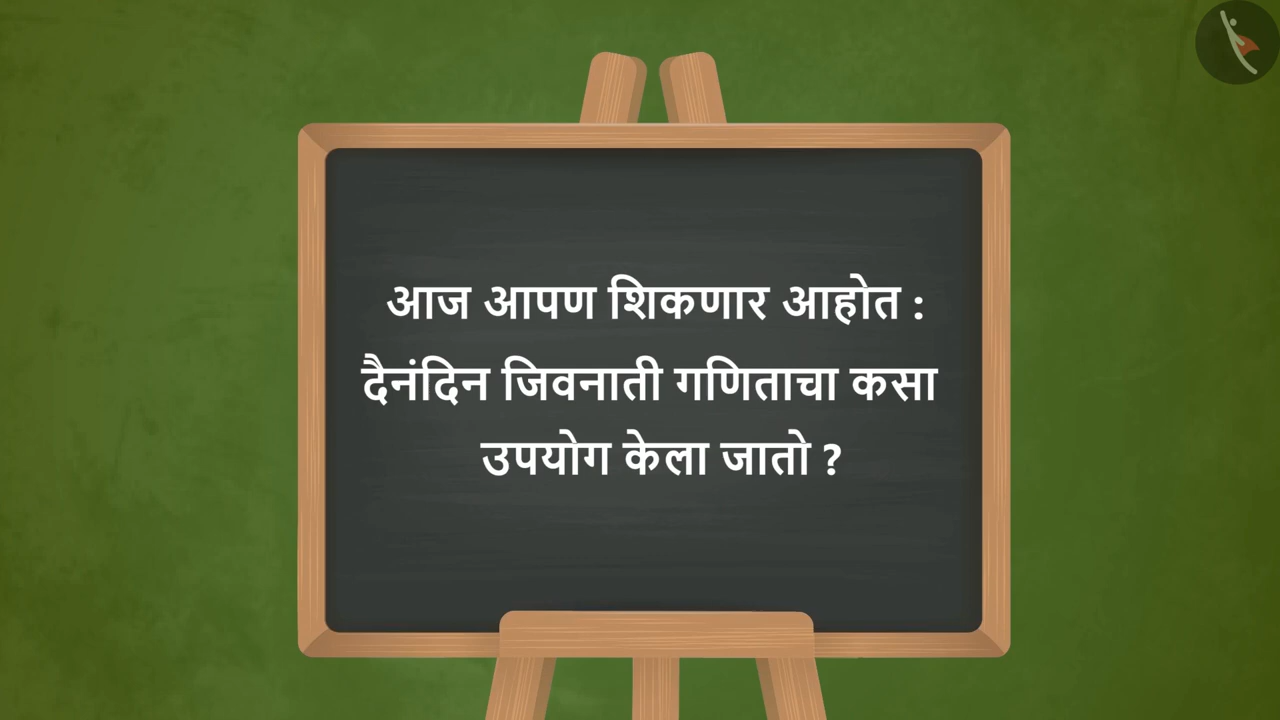 आज आपण शिकणार आहोत :
दैनंदिन जिवनाती गणिताचा कसा
उपयोग केला जातो ?